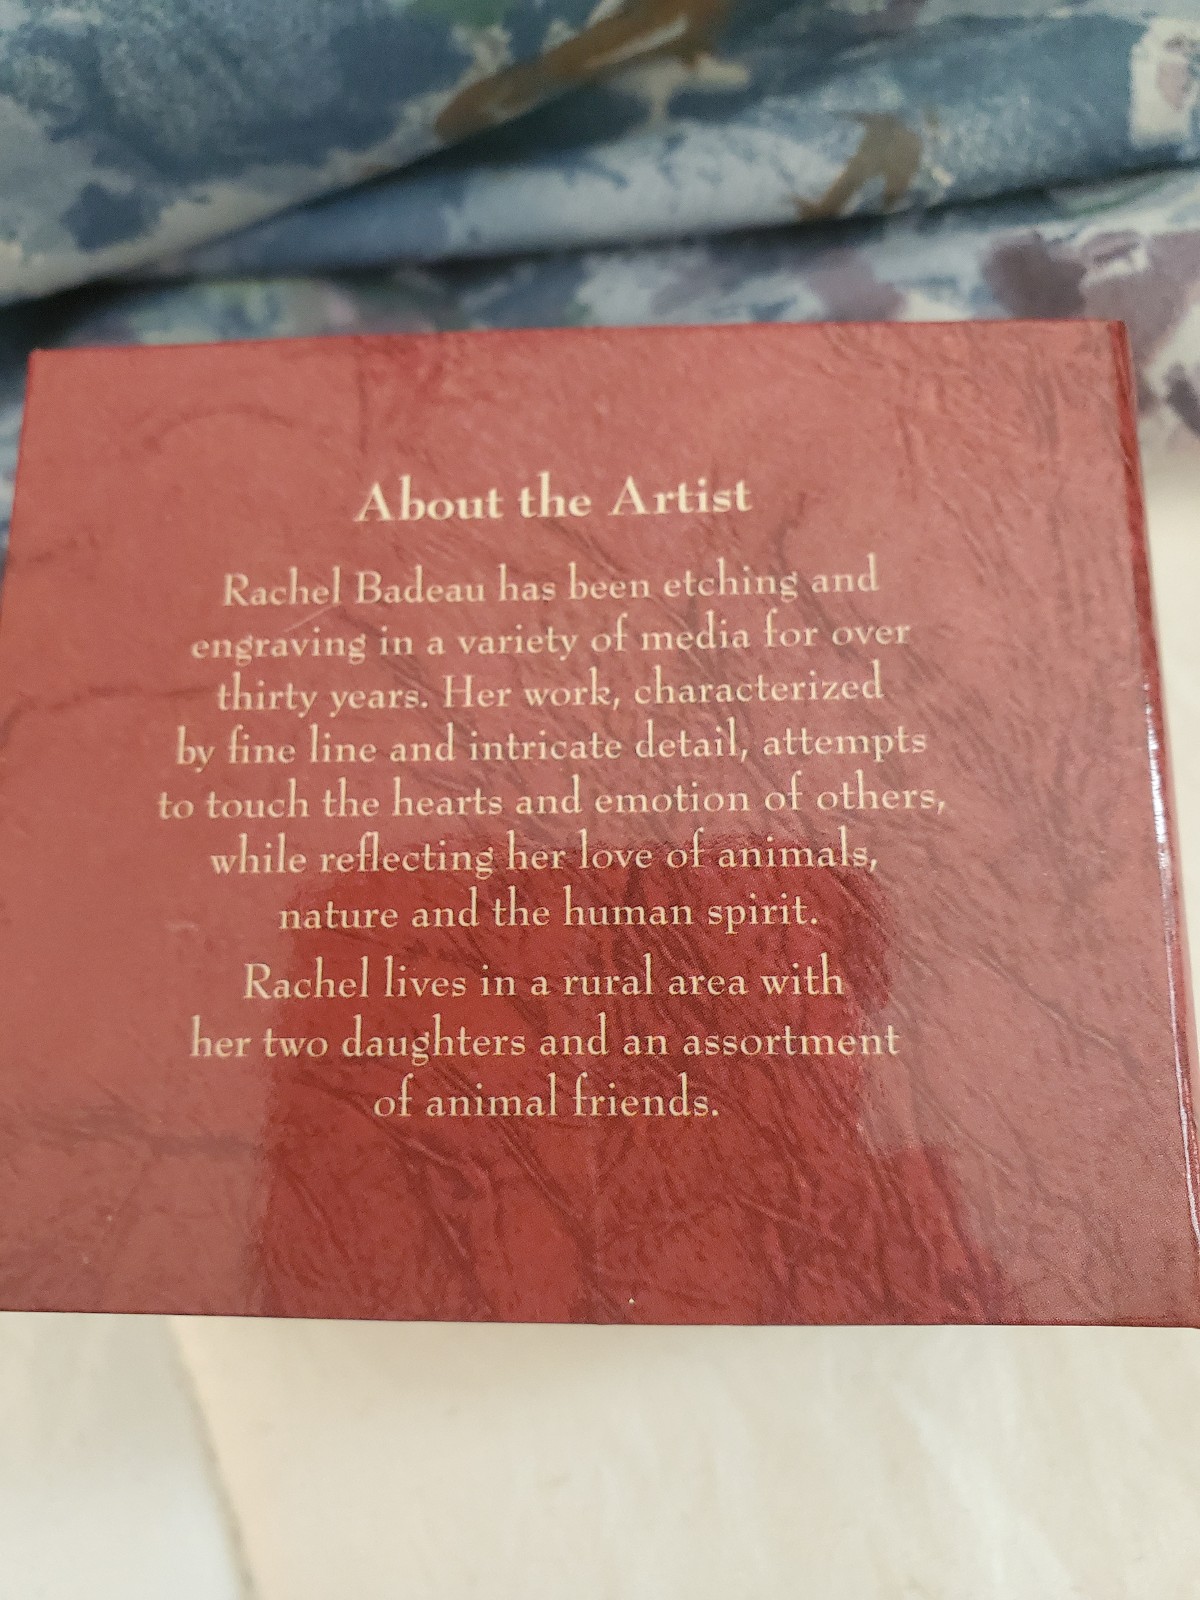 About the Artist
Rachel Badeau has been etching and
engraving in a variety of media for over
thirty years. Her work, characterized
by fine line and intricate detail, attempts
to touch the hearts and emotion of others,
while reflecting her love of animals,
nature and the human spirit.
Rachel lives in a rural area with
her two daughters and an assortment
of animal friends.